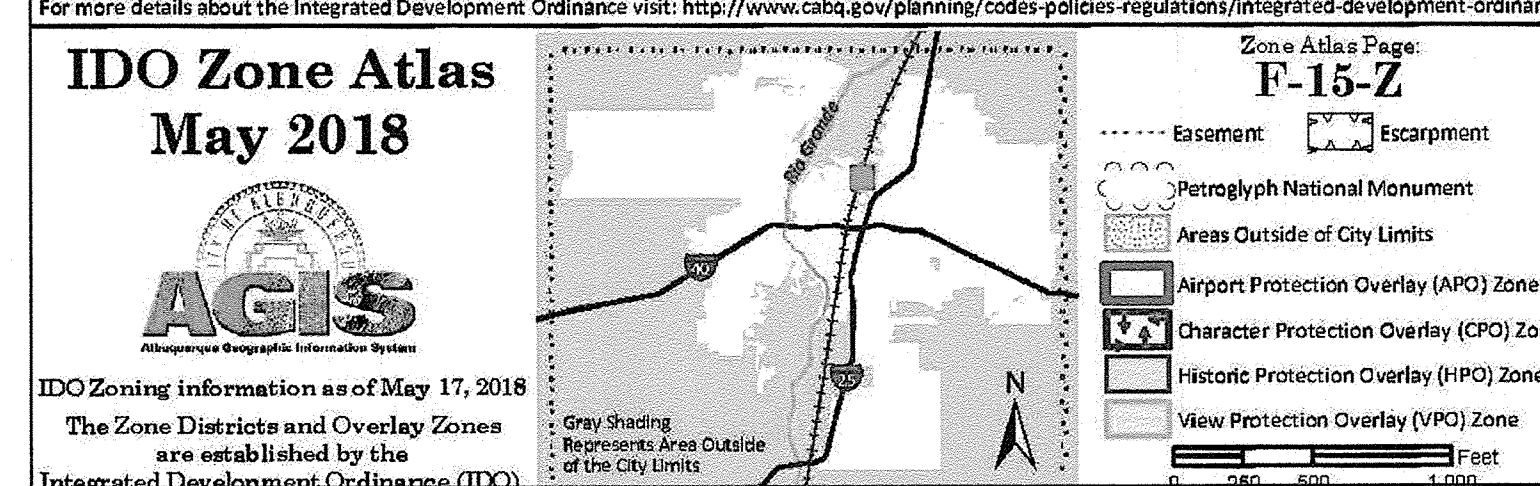 For more details about the Integrated Development Ordinance visit: http://www.cabq.gov/planning/codes-policies-regulations/integrated-development-ordinan
IDO Zone Atlas
May 2018
CITY OF ALBUQUERQUE
AGIS
Albuquerque Geographic Information System
IDO Zoning information as of May 17, 2018
The Zone Districts and Overlay Zones
are established by the
Integrated Development Ordinance (IDO).
Rio Grande
40
25
N
Gray Shading
Represents Area Outside
of the City Limits
Zone Atlas Page:
F-15-Z
Easement
Escarpment
Petroglyph National Monument
Areas Outside of City Limits
Airport Protection Overlay (APO) Zone
Character Protection Overlay (CPO) Zo
Historic Protection Overlay (HPO) Zone
View Protection Overlay (VPO) Zone
Feet
0 250 500 1,000